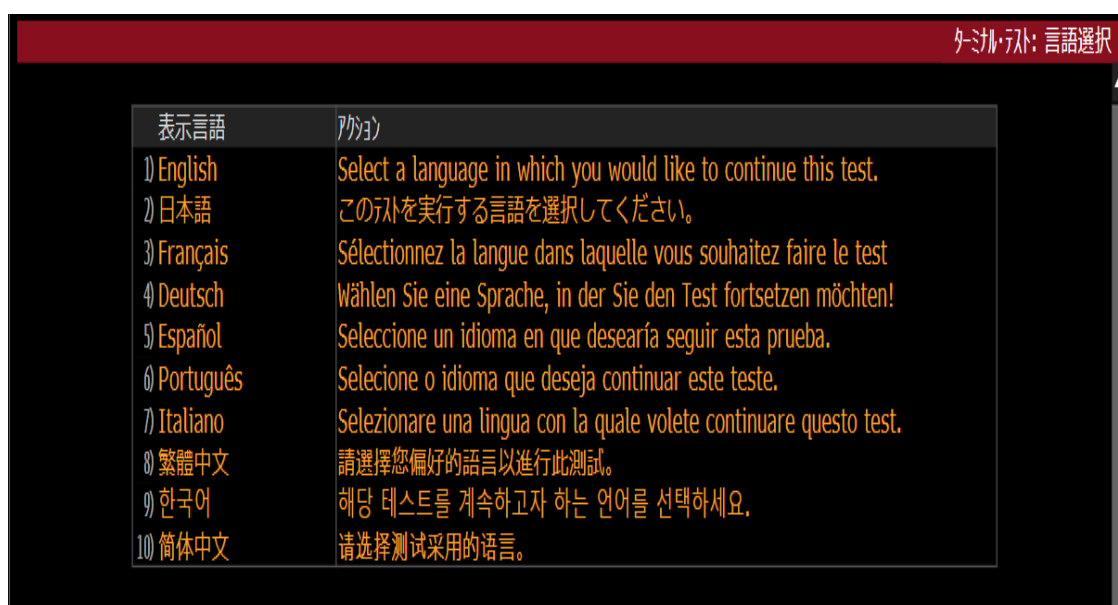 ﾀｰﾐﾅﾙ･ﾃｽﾄ: 言語選択
表示言語 ｱｸｼｮﾝ
1) English Select a language in which you would like to continue this test.
2) 日本語 このﾃｽﾄを実行する言語を選択してください。
3) Français Sélectionnez la langue dans laquelle vous souhaitez faire le test
4) Deutsch Wählen Sie eine Sprache, in der Sie den Test fortsetzen möchten!
5) Español Seleccione un idioma en que desearía seguir esta prueba.
6) Português Selecione o idioma que deseja continuar este teste.
7) Italiano Selezionare una lingua con la quale volete continuare questo test.
8) 繁體中文 請選擇您偏好的語言以進行此測試。
9) 한국어 해당 테스트를 계속하고자 하는 언어를 선택하세요.
10) 简体中文 请选择测试采用的语言。